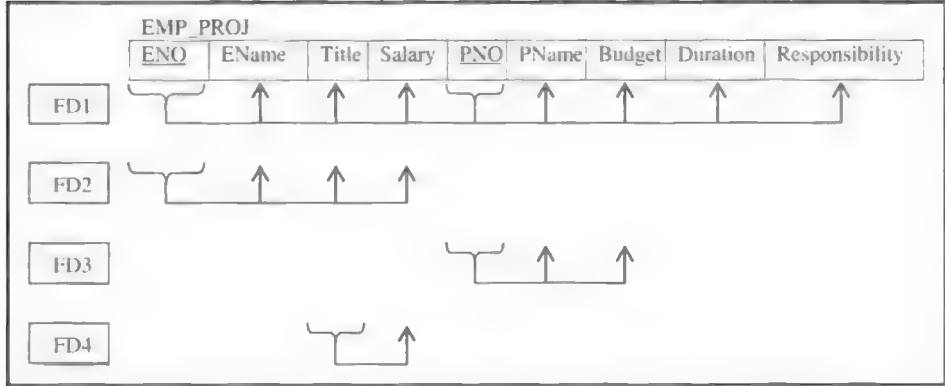 EMP_PROJ
ENO EName Title Salary PNO PName Budget Duration Responsibility
FD1
FD2
FD3
FD4